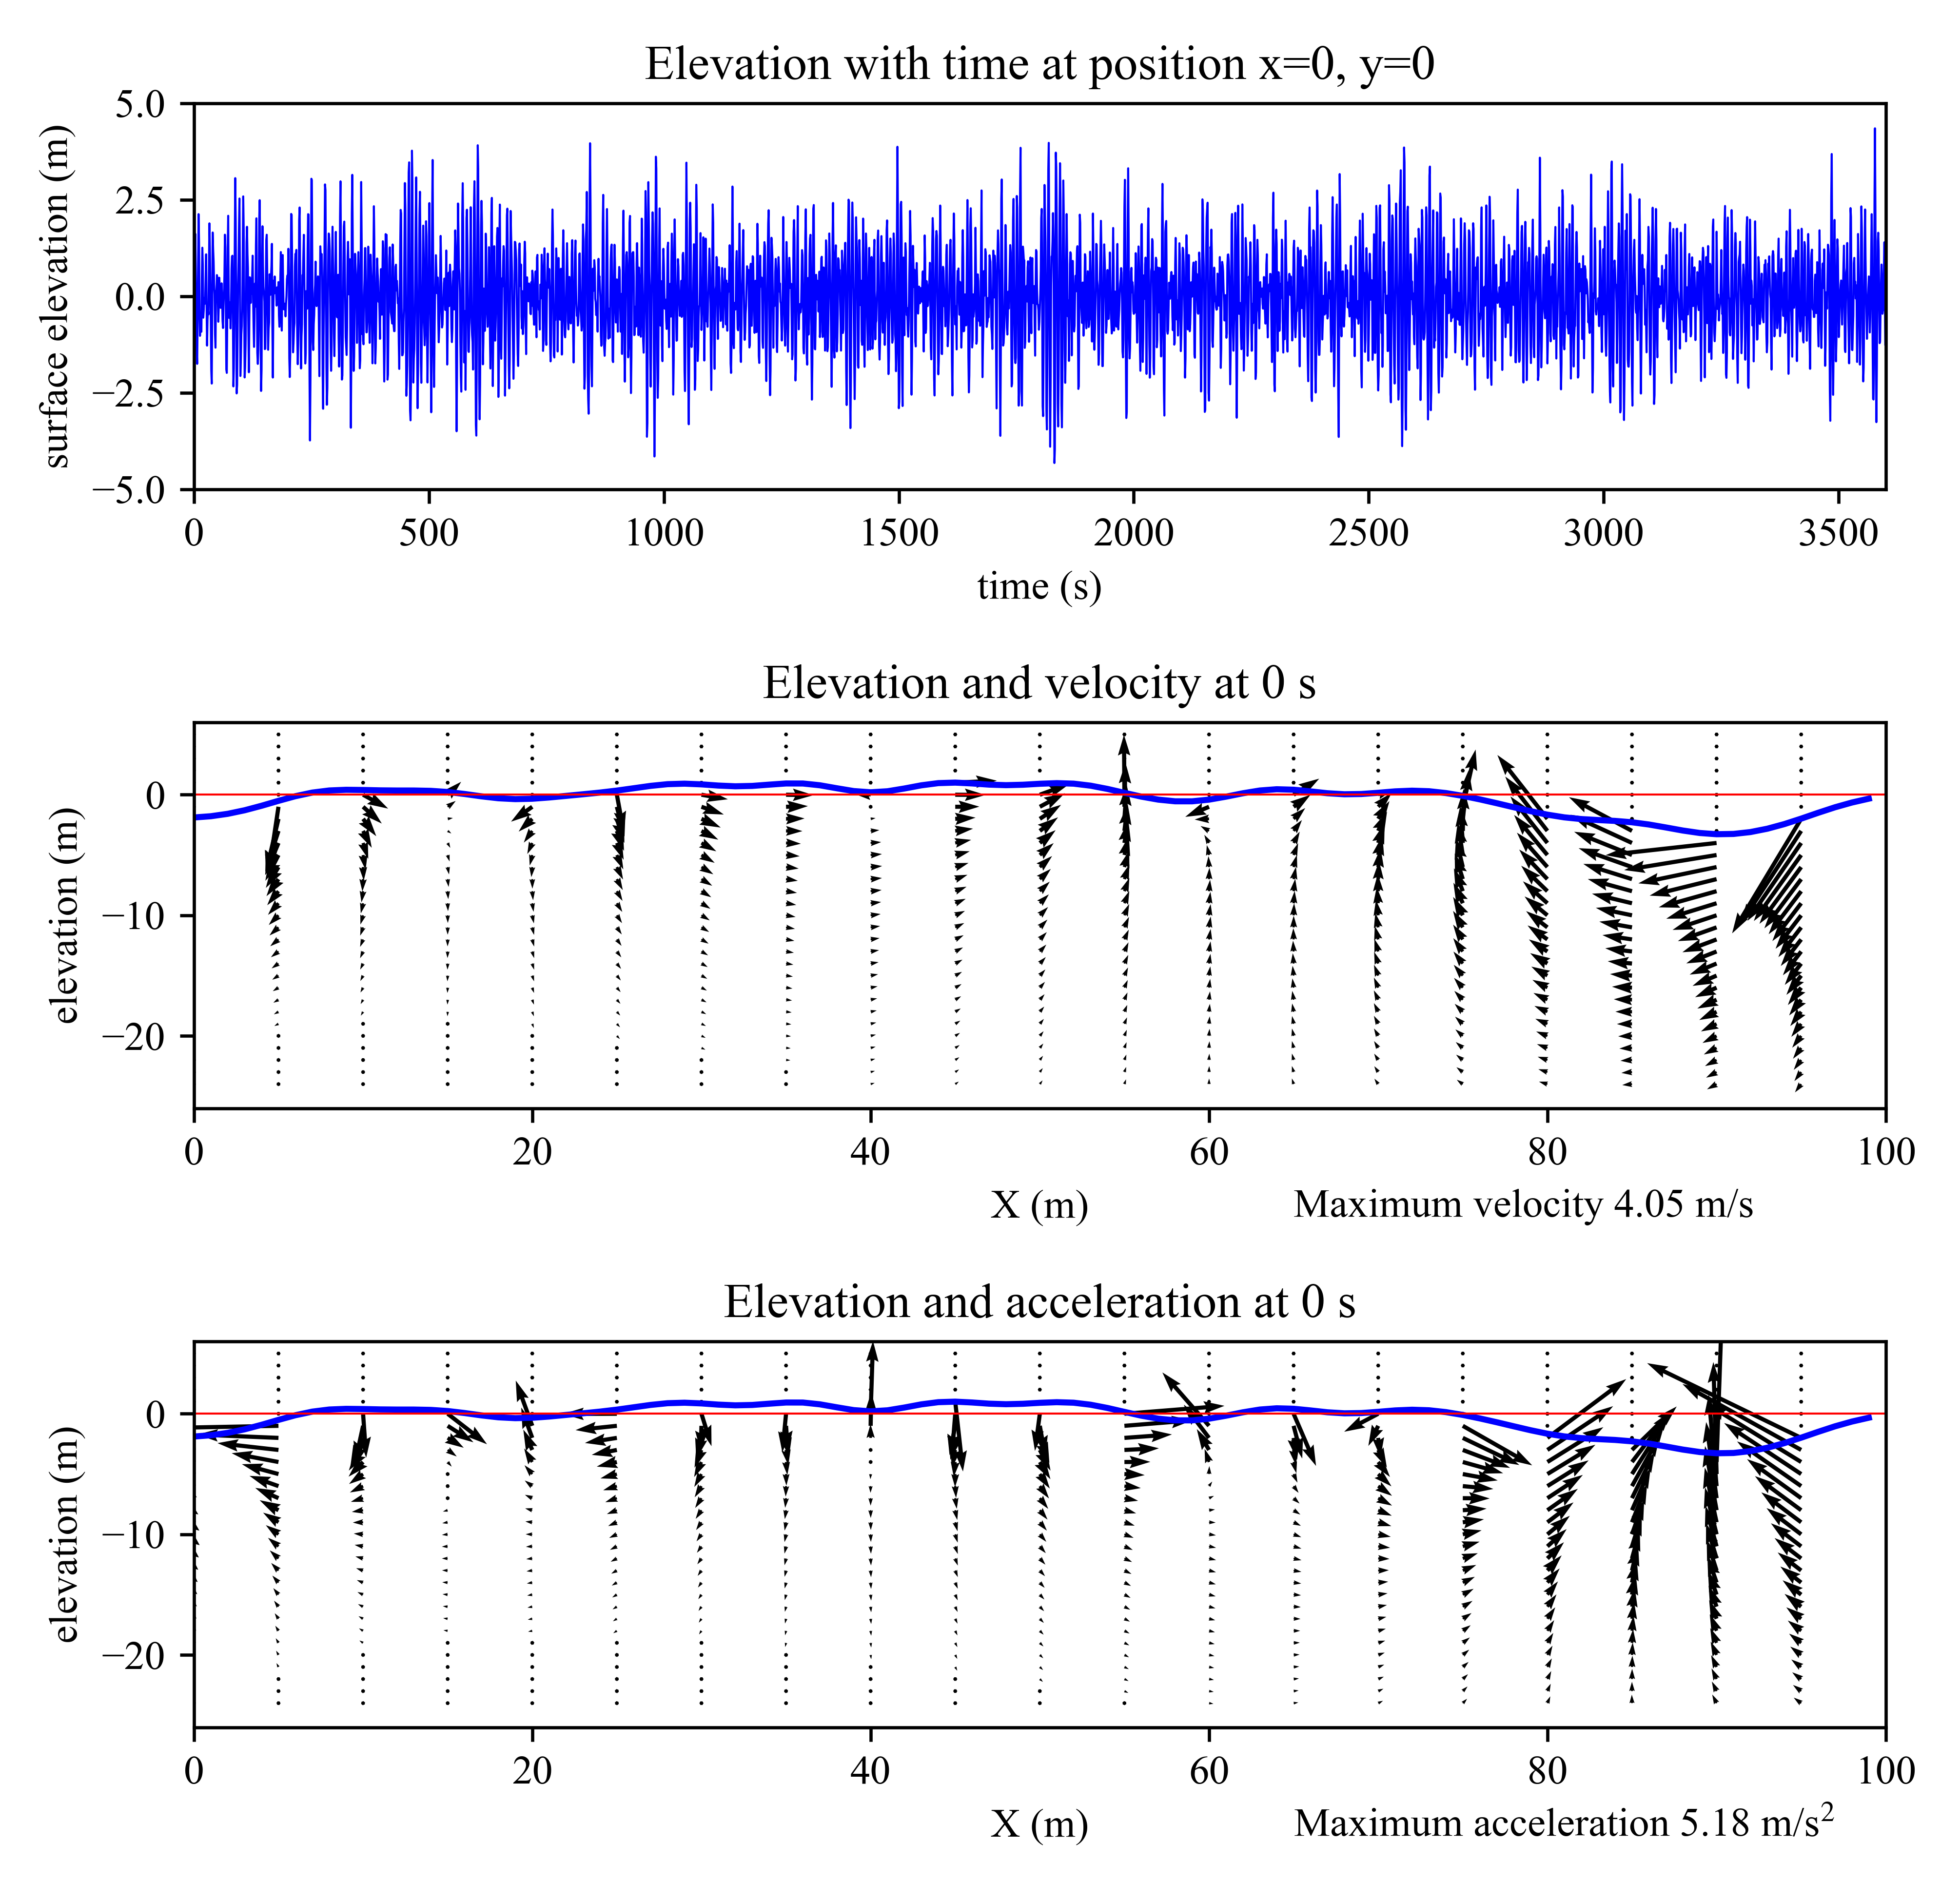 Elevation with time at position x=0, y=0
5.0
2.5
0.0
−2.5
−5.0
surface elevation (m)
0 500 1000 1500 2000 2500 3000 3500
time (s)
Elevation and velocity at 0 s
0
−10
−20
elevation (m)
0 20 40 60 80 100
X (m) Maximum velocity 4.05 m/s
Elevation and acceleration at 0 s
0
−10
−20
elevation (m)
0 20 40 60 80 100
X (m) Maximum acceleration 5.18 m/s²